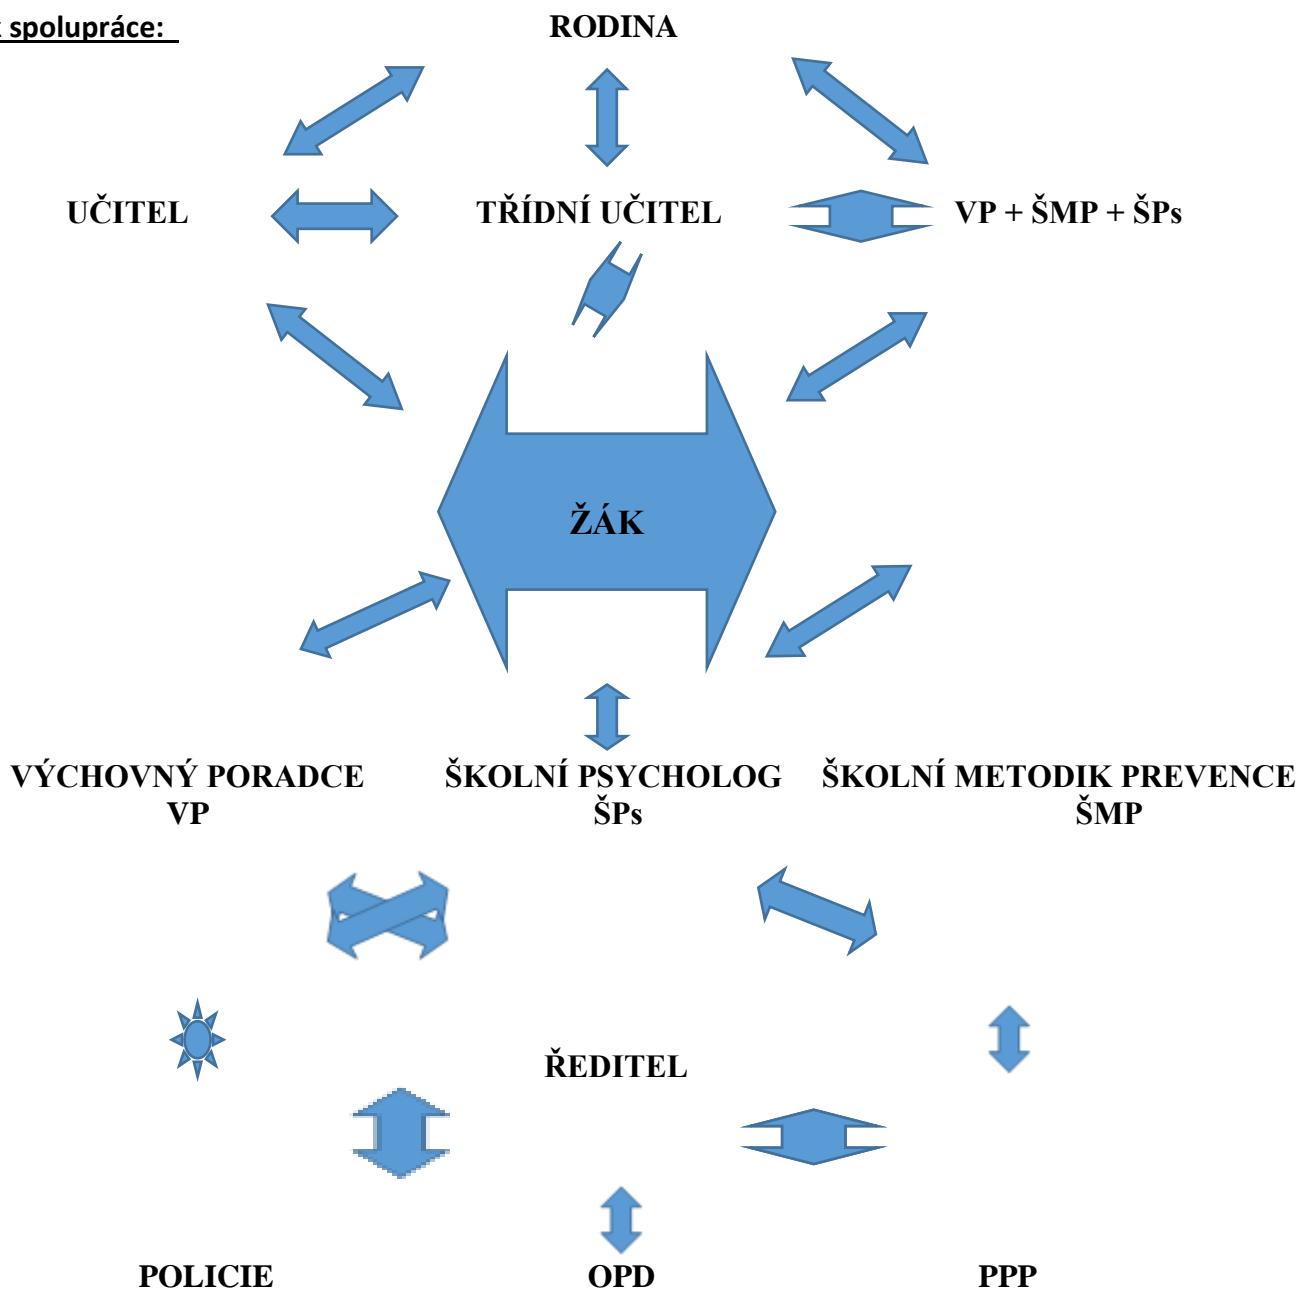 spolupráce:
RODINA
UČITEL TŘÍDNÍ UČITEL VP + ŠMP + ŠPs
ŽÁK
VÝCHOVNÝ PORADCE ŠKOLNÍ PSYCHOLOG ŠKOLNÍ METODIK PREVENCE
VP ŠPs ŠMP
ŘEDITEL
POLICIE OPD PPP